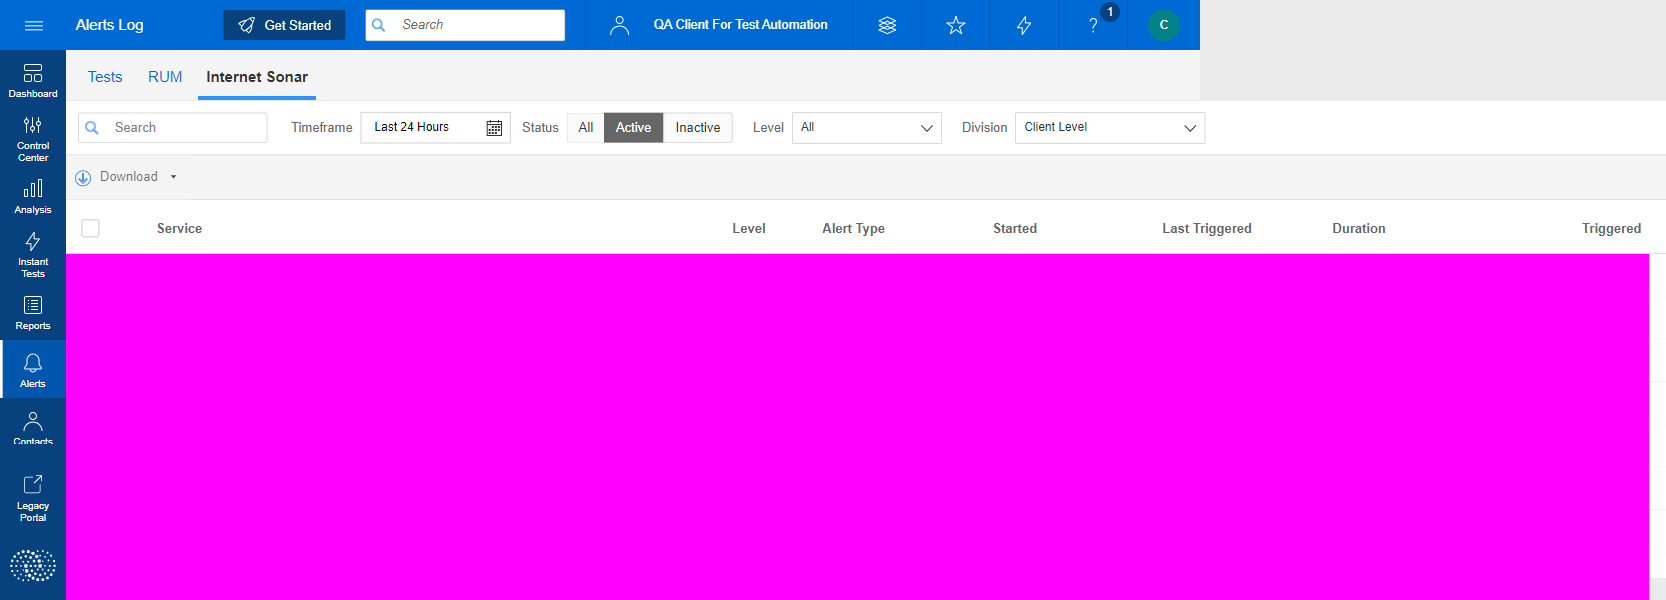 Alerts Log
Get Started
Search
QA Client For Test Automation
?
1
C
Dashboard
Control
Center
Analysis
Instant
Tests
Reports
Alerts
Contacts
Legacy
Portal
Tests RUM Internet Sonar
Search
Timeframe Last 24 Hours Status All Active Inactive Level All Division Client Level
Download
Service Level Alert Type Started Last Triggered Duration Triggered